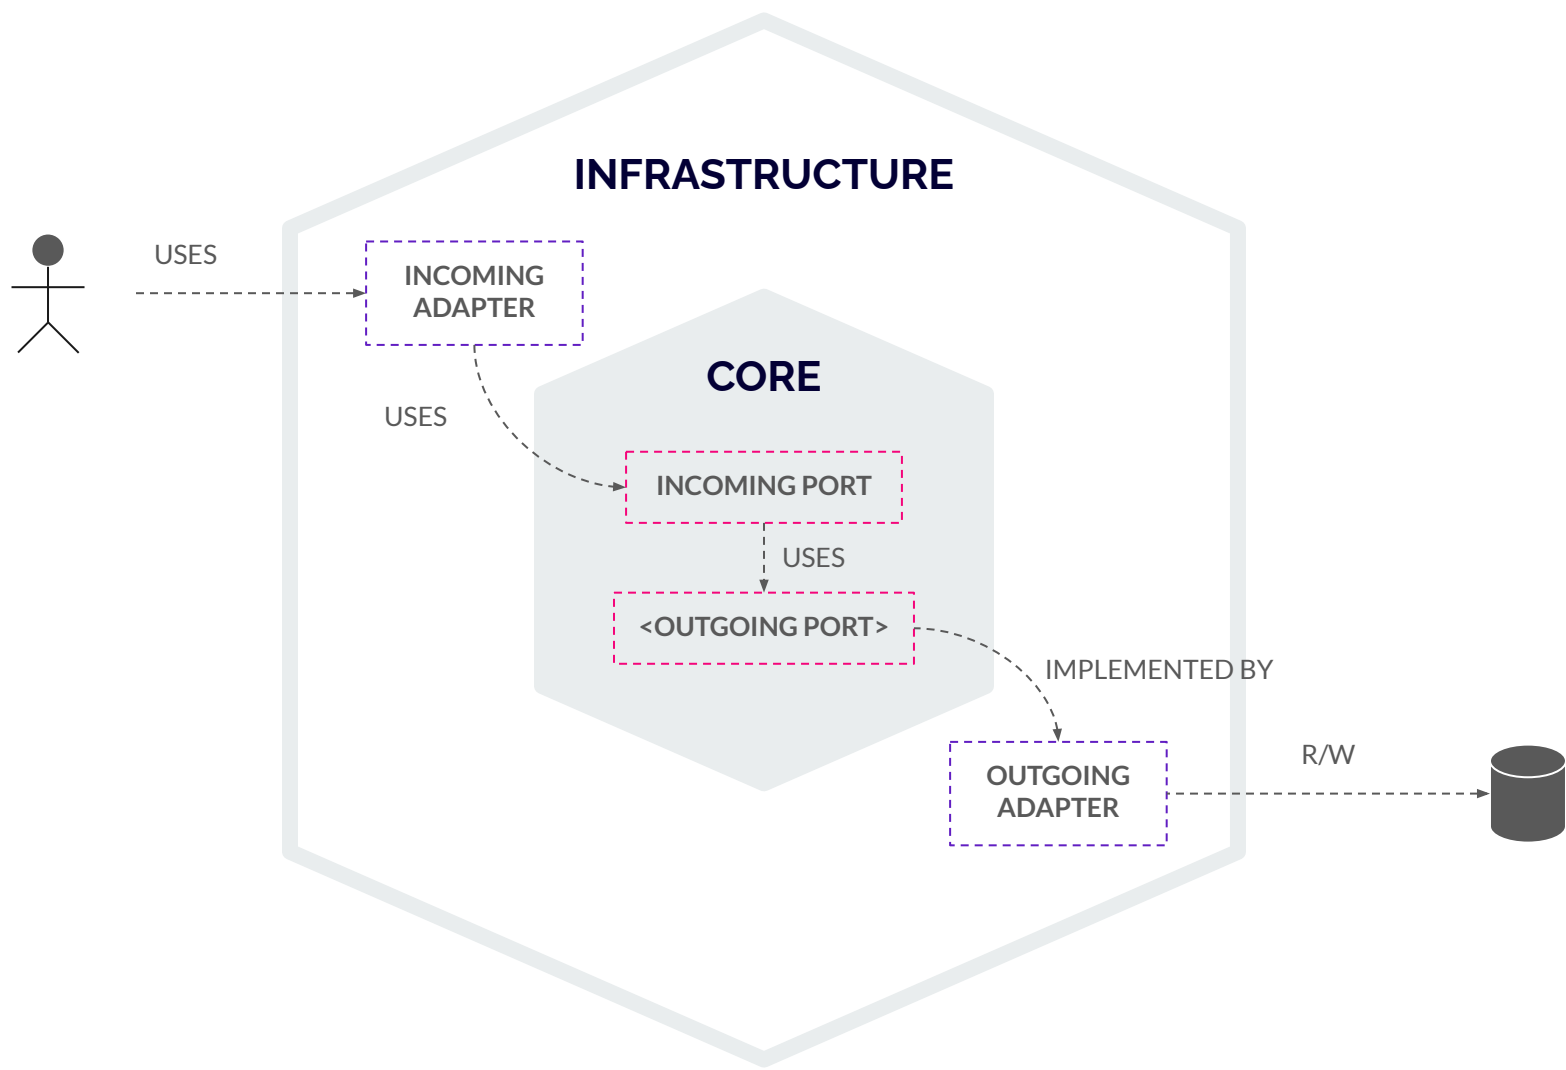 INFRASTRUCTURE
USES
INCOMING
ADAPTER
CORE
USES
INCOMING PORT
USES
<OUTGOING PORT>
IMPLEMENTED BY
OUTGOING
ADAPTER
R/W